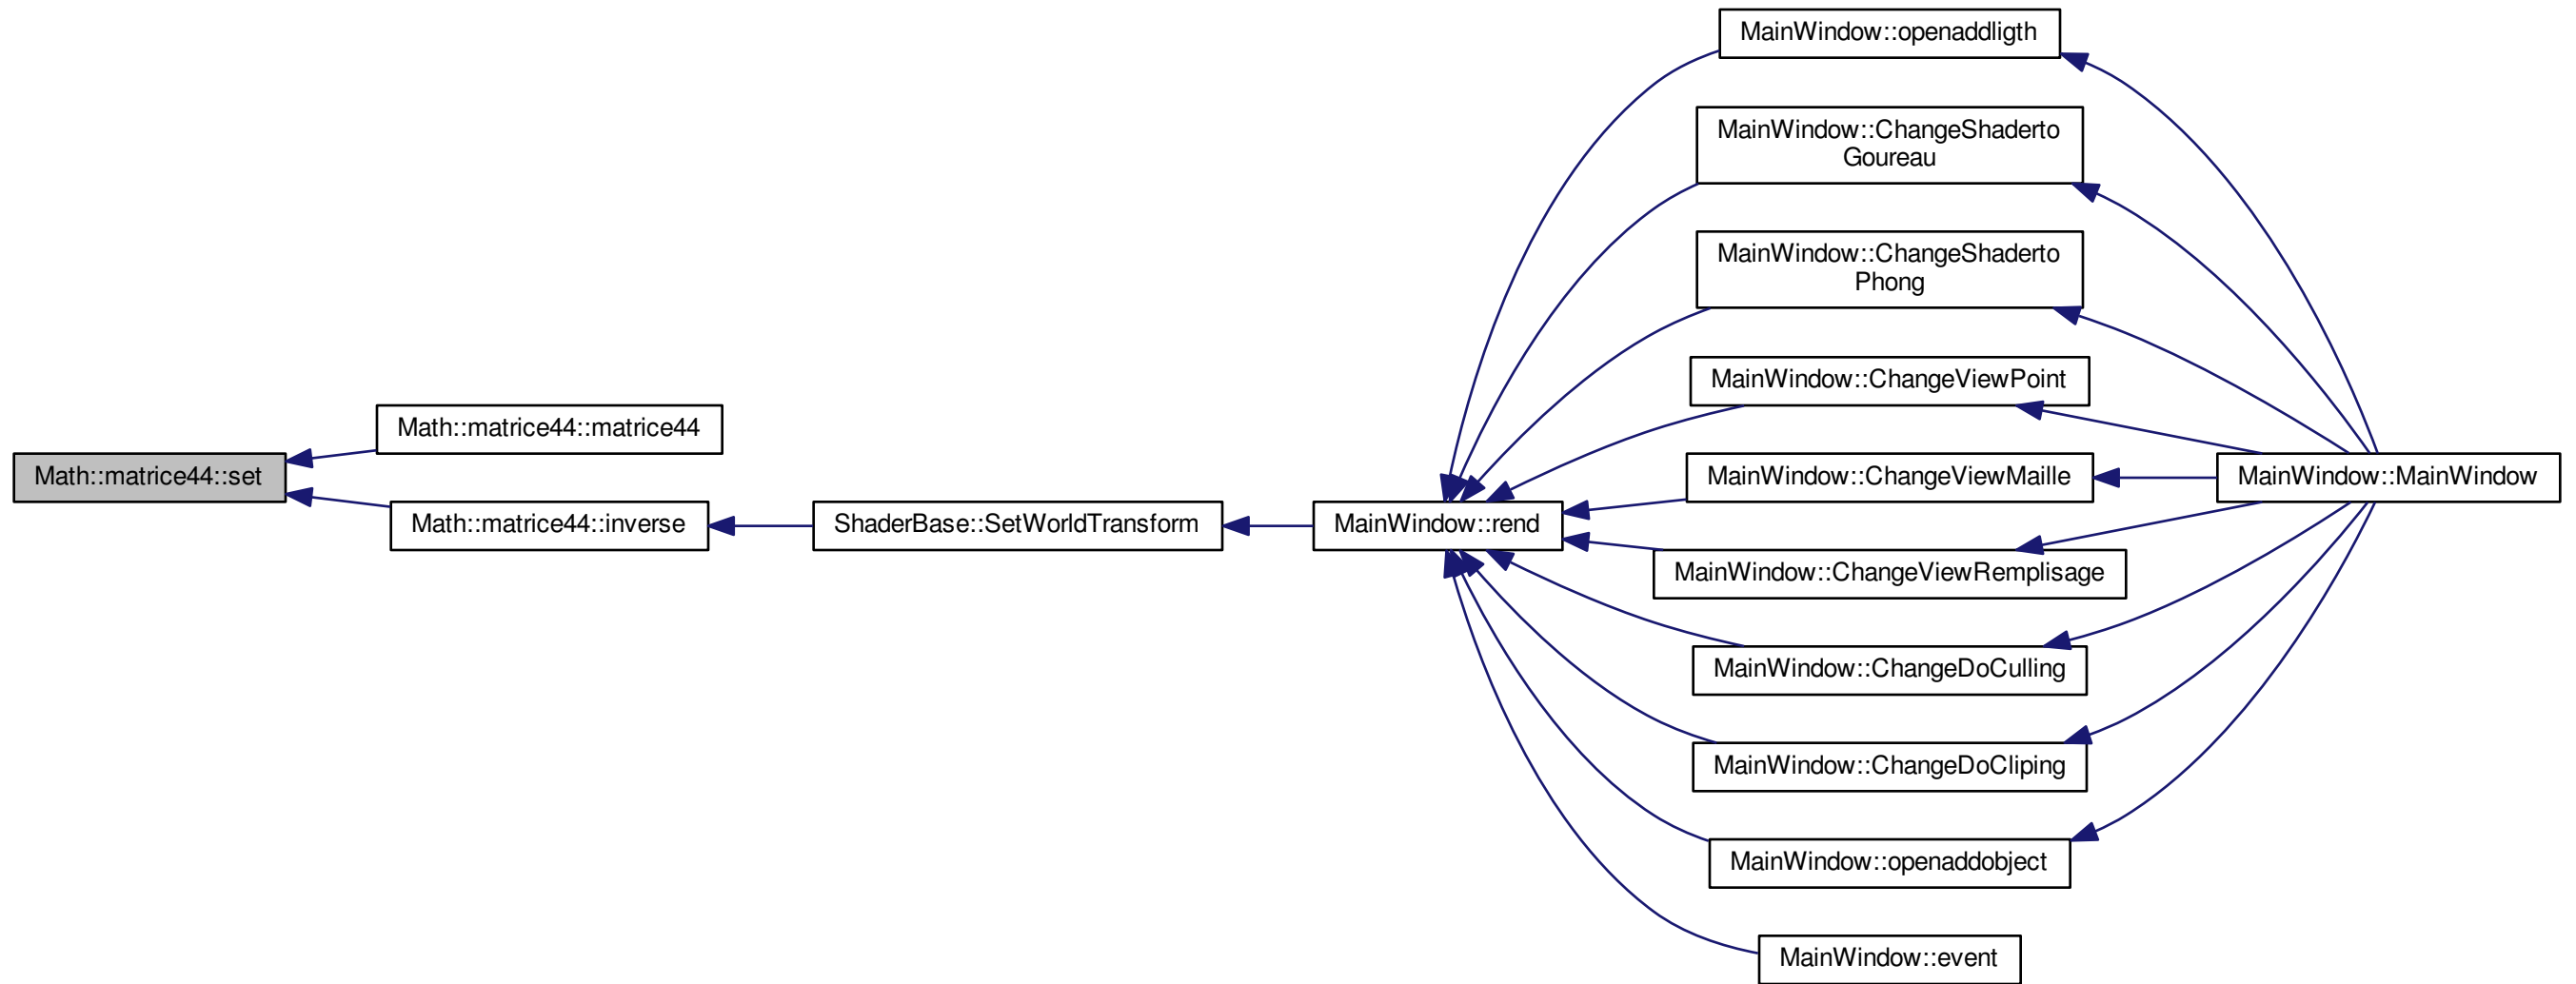 Math::matrice44::set
Math::matrice44::matrice44
Math::matrice44::inverse
ShaderBase::SetWorldTransform
MainWindow::rend
MainWindow::openaddligth
MainWindow::ChangeShaderto
Goureau
MainWindow::ChangeShaderto
Phong
MainWindow::ChangeViewPoint
MainWindow::ChangeViewMaille
MainWindow::ChangeViewRemplisage
MainWindow::ChangeDoCulling
MainWindow::ChangeDoCliping
MainWindow::openaddobject
MainWindow::event
MainWindow::MainWindow